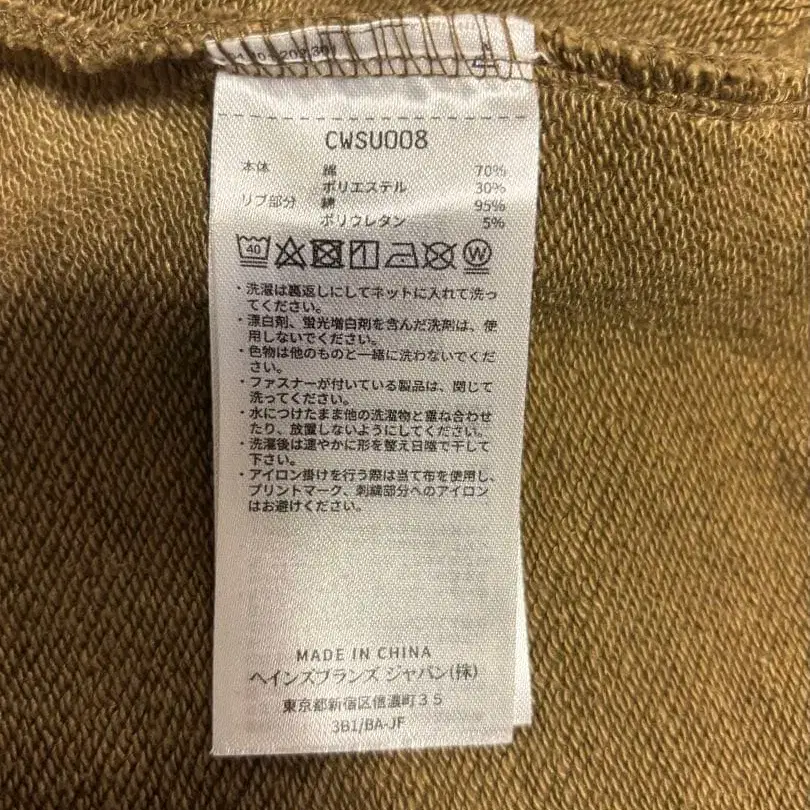 CWSU008
本体 綿 70%
ポリエステル 30%
リブ部分 綿 95%
ポリウレタン 5%
40 W
・洗濯は裏返しにしてネットに入れて洗っ
てください。
・漂白剤、蛍光増白剤を含んだ洗剤は、使
用しないでください。
・色物は他のものと一緒に洗わないでくだ
さい。
・ファスナーが付いている製品は、閉じて
洗ってください。
・水につけたまま他の洗濯物と重ね合わせ
たり、放置しないようにしてください。
・洗濯後は速やかに形を整え日陰で干して
下さい。
・アイロン掛けを行う際は当て布を使用し、
プリントマーク、刺繍部分へのアイロン
はお避けください。
MADE IN CHINA
ヘインズブランズ ジャパン(株)
東京都新宿区信濃町35
3B1/BA-JF